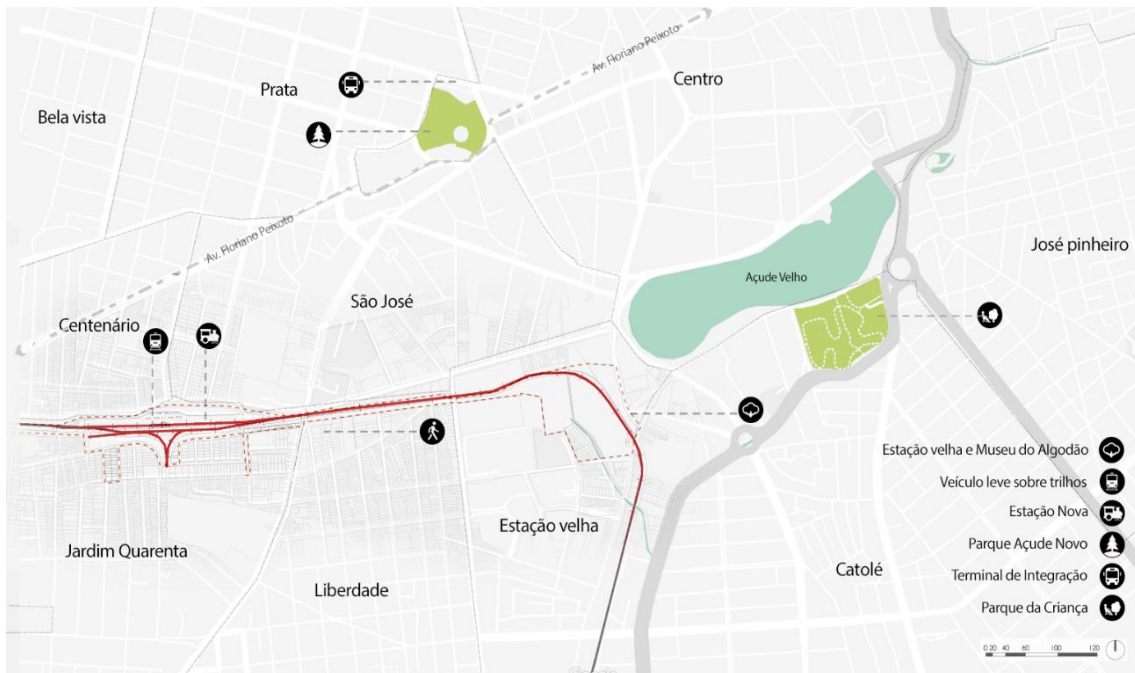 Av. Floriano Peixoto
Centro
Prata
Bela vista
José pinheiro
Av. Floriano Peixoto
Açude Velho
São José
Centenário
Estação velha e Museu do Algodão
Veículo leve sobre trilhos
Estação Nova
Estação velha
Parque Açude Novo
Jardim Quarenta
Catolé
Terminal de Integração
Liberdade
Parque da Criança
0 20 40 60 100 120